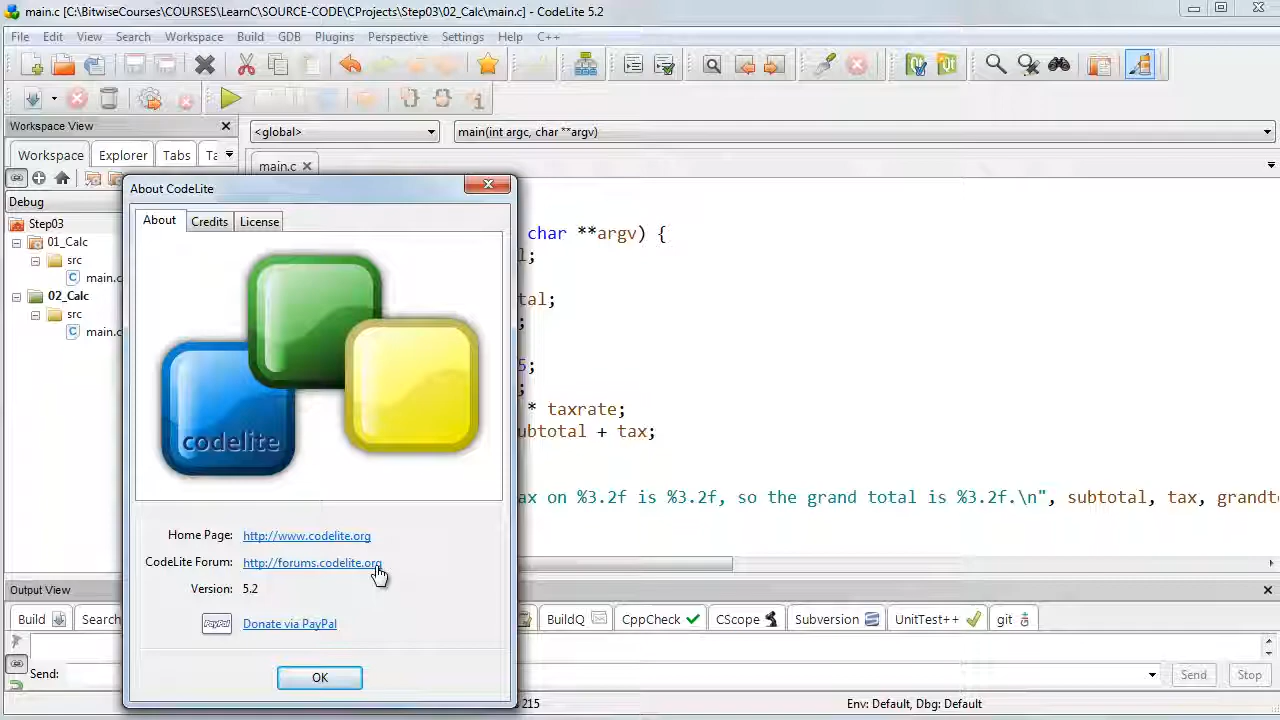 main.c [C:\BitwiseCourses\COURSES\LearnC\SOURCE-CODE\CProjects\Step03\02_Calc\main.c] - CodeLite 5.2
File Edit View Search Workspace Build GDB Plugins Perspective Settings Help C++
Workspace View
<global>
main(int argc, char **argv)
Workspace Explorer Tabs Ta
main.c
Debug
About CodeLite
About Credits License
Step03
01_Calc
src
main.c
02_Calc
src
main.c
char **argv) {
l;
tal;
;
5;
;
* taxrate;
ubtotal + tax;
ax on %3.2f is %3.2f, so the grand total is %3.2f.\n", subtotal, tax, grandt
codelite
Home Page: http://www.codelite.org
CodeLite Forum: http://forums.codelite.org
Version: 5.2
PayPal Donate via PayPal
OK
Output View
Build Search BuildQ CppCheck CScope Subversion UnitTest++ git
Send: Send Stop
215 Env: Default, Dbg: Default